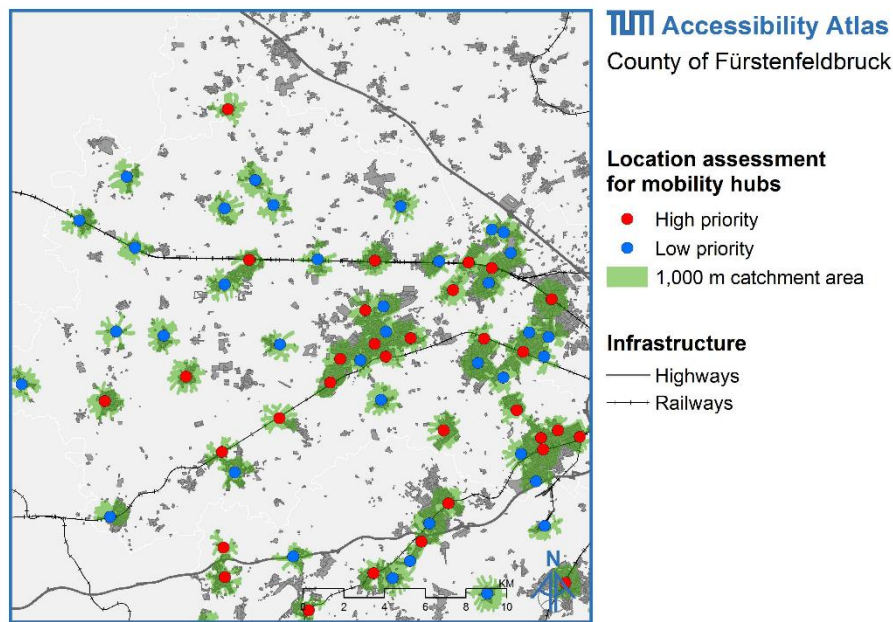 TUM Accessibility Atlas
County of Fürstenfeldbruck
Location assessment
for mobility hubs
High priority
Low priority
1,000 m catchment area
Infrastructure
Highways
Railways
N
KM
0 2 4 6 8 10